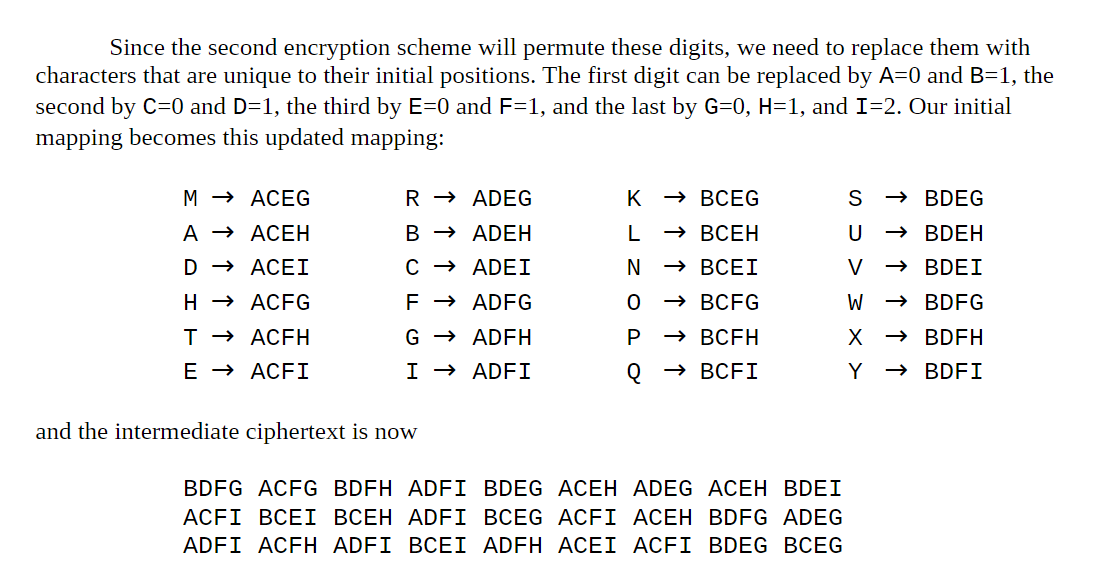 Since the second encryption scheme will permute these digits, we need to replace them with
characters that are unique to their initial positions. The first digit can be replaced by A=0 and B=1, the
second by C=0 and D=1, the third by E=0 and F=1, and the last by G=0, H=1, and I=2. Our initial
mapping becomes this updated mapping:
M → ACEG R → ADEG K → BCEG S → BDEG
A → ACEH B → ADEH L → BCEH U → BDEH
D → ACEI C → ADEI N → BCEI V → BDEI
H → ACFG F → ADFG O → BCFG W → BDFG
T → ACFH G → ADFH P → BCFH X → BDFH
E → ACFI I → ADFI Q → BCFI Y → BDFI
and the intermediate ciphertext is now
BDFG ACFG BDFH ADFI BDEG ACEH ADEG ACEH BDEI
ACFI BCEI BCEH ADFI BCEG ACFI ACEH BDFG ADEG
ADFI ACFH ADFI BCEI ADFH ACEI ACFI BDEG BCEG